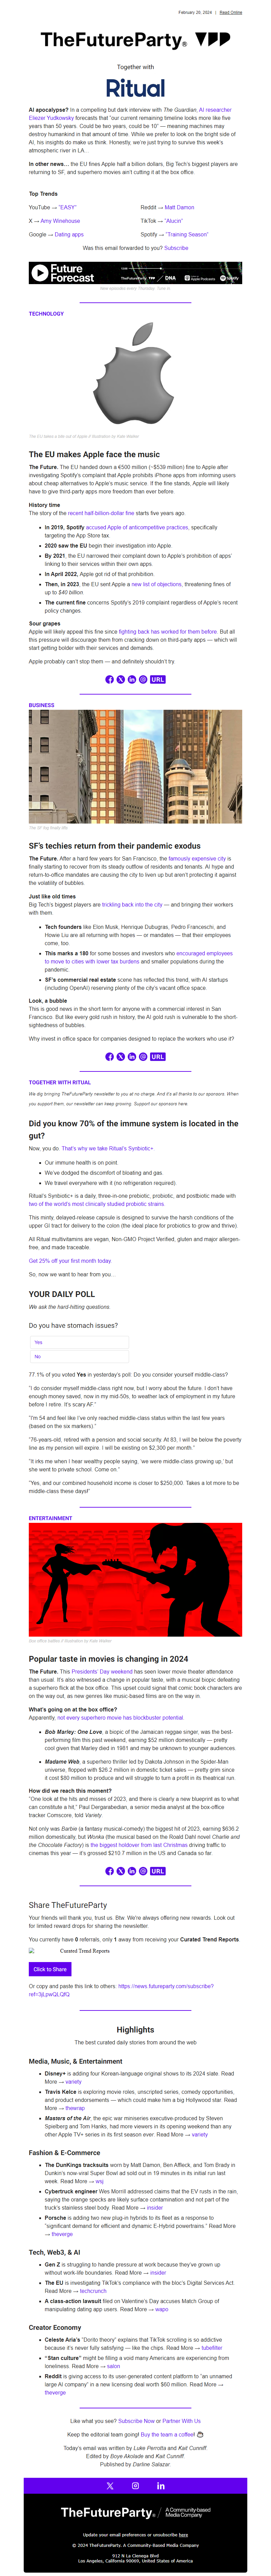 February 20, 2024 | Read Online
TheFutureParty®
Together with
Ritual
AI apocalypse? In a compelling but dark interview with The Guardian, AI researcher
Eliezer Yudkowsky forecasts that "our current remaining timeline looks more like five
years than 50 years. Could be two years, could be 10" — meaning things may
seemingly be dark for humanity in short amount of time. While we're typically on the bright side of
AI, his viewpoint is worth considering. For now, we're just trying to survive this week's
atmospheric river in LA…
In other news… the EU fines Apple half a billion dollars, Big Tech's biggest players are
returning to SF, and superhero movies aren't cutting it at the box office.
Top Trends
YouTube → "EASY"
Reddit → Matt Damon
X → Amy Winehouse
TikTok → "Alucin"
Google → Dating apps
Spotify → "Training Season"
Was this email forwarded to you? Subscribe
Future
Forecast
New episodes every Thursday. Tune in.
TECHNOLOGY
The EU takes a bite out of Apple // Illustration by Kate Walker
The EU makes Apple face the music
The Future. The EU handed down a €500 million (~$539 million) fine to Apple after
investigating Spotify's complaint that Apple prohibits iPhone apps from informing users
about cheaper alternatives to Apple's music service. If the fine stands, Apple will likely
have to give third-party apps more freedom than ever before.
History time
The story of the recent half billion-dollar fine starts five years ago.
In 2019, Spotify accused Apple of anticompetitive practices, specifically
targeting the App Store tax.
2020 saw the EU begin their investigation into Apple.
By 2021, the EU narrowed their complaint down to Apple's prohibition of apps'
linking to their services within their own apps.
In April 2022, Apple got rid of that prohibition.
Then, in 2023, the EU sent Apple a new list of objections, threatening fines of
up to $40 billion.
The current fine concerns Spotify's 2019 complaint regarding Apple's store policy
changes.
Sour grapes
Apple will likely appeal this fine since fighting back has worked for them before. But all
this pressure will discourage them from cracking down on third-party apps — which will
start getting bolder with their own demands.
Apple probably can't stop them — and definitely shouldn't try.
URL
BUSINESS
The SF big thaws life
SF's techies return from their pandemic exodus
The Future. After a hard few years for San Francisco, the famously expensive city is
finally starting to recover from its steady outflow of residents and startups. AI hype and
return-to-office mandates are causing the city to liven up but don't protect it against
the volatility of bubbles.
Just like old times
Big Tech's biggest players are trickling back into the city — and bringing their workers
with them.
Tech founders like Elon Musk, Henrique Dubugras, Pedro Franceschi, and
Howie Liu are all returning with hopes — or mandates — that their employees
come, too.
This marks a 180 for some bosses and investors who encouraged employees
to move to cities with lower tax burdens and smaller populations during the
pandemic.
SF's commercial real estate scene has reflected this trend, with AI startups
(including OpenAI) reserving plenty of the city's vacant office space.
Look, a bubble
This is good news in the short term for anyone with a commercial interest in San
Francisco. But like every gold rush in history, the AI gold rush is vulnerable to the short-
sightedness of bubbles.
Why invest in office space for companies designed to replace the workers who use it?
URL
TOGETHER WITH RITUAL
We dig bringing TheFutureParty newsletter to you at no charge. And it's all thanks to our sponsors. When
you support them, our newsletter can keep growing. Support our sponsors here.
Did you know 70% of the immune system is located in the
gut?
Now, you do. That's why we take Ritual's Synbiotic+.
Our immune health is on point.
We've dodged the discomfort of bloating and gas.
We travel everywhere with it (no refrigeration required).
Ritual's Synbiotic+ is a daily, three-in-one prebiotic, probiotic, and postbiotic made with
two of the world's most clinically studied probiotic strains.
This minty, delayed-release capsule is designed to survive the harsh conditions of the
upper GI tract for delivery to the colon (the ideal place for probiotics to grow and thrive).
All Ritual multivitamins are vegan, Non-GMO Project Verified, gluten and major allergen-
free, and made traceable.
Get 25% off your first month today.
So, now we want to hear from you…
YOUR DAILY POLL
We ask the hard-hitting questions.
Do you have stomach issues?
Yes
No
77.1% of you voted Yes in yesterday's poll: Do you consider yourself middle-class?
"I do consider myself middle-class right now, but I worry about the future. I don't have
enough money saved, now in my mid-50s, to weather lack of employment in my future
before I retire. It's scary AF."
"I'm 54 and feel like I've only reached middle-class status within the last few years
(based on the six markers)."
"76-years-old, retired with a pension and social security. At 83, I will be below the poverty
line as my pension will expire. I will be existing on $2,300 per month."
"It irks me when I hear wealthy people saying, 'we were middle-class growing up,' but
they went to private school. Come on."
"Yes, and our combined household income is closer to $250,000. Takes a lot more to be
middle-class these days!"
ENTERTAINMENT
Box office battles // Illustration by Kate Walker
Popular taste in movies is changing in 2024
The Future. This Presidents' Day weekend has seen lower movie theater attendance
than usual. It's also witnessed a change in popular taste, with a musical biopic defeating
a comic book flick at the box office. This upset could signal that comic book characters are
on the way out, as new genres like music-based films are on the way in.
What's going on at the box office?
Apparently, not every superhero movie has blockbuster potential.
Bob Marley: One Love, a biopic of the Jamaican reggae singer, was the best-
performing film this past weekend, earning $52 million domestically — pretty
cool given that Marley died in 1981 and may be unknown to younger audiences.
Madame Web, a superhero thriller led by Dakota Johnson in the Spider-Man
universe, flopped with $26.2 million in domestic ticket sales — pretty grim since
it cost $80 million to produce and will struggle to turn a profit in its theatrical run.
How did we reach this moment?
"One look at the hits and misses of 2023, and it is obvious that a new blueprint has been
created for what will be a hit," Paul Dergarabedian, a senior media analyst at the box-office
tracker Comscore, told Variety.
Not only was Barbie (a fantasy musical-comedy) the biggest hit of 2023, earning $636.2
million domestically, but Wonka (the musical based on the Roald Dahl novel Charlie and
the Chocolate Factory) is the biggest holdover from last Christmas driving traffic to
cinemas this year — it's grossed $210.7 million in the US and Canada so far.
URL
Share TheFutureParty
Your friends will thank you, trust us. Btw. We're always offering new rewards. Look out
for limited reward drops for sharing the newsletter.
You currently have 0 referrals, only 1 away from receiving your Curated Trend Reports.
Curated Trend Report
Click to Share
Or copy and paste this link to others: https://news.futureparty.com/subscribe?
ref=3jLpwQLQfQ
Highlights
The best curated daily stories from around the web
Media, Music, & Entertainment
Disney+ is adding four Korean-language original shows to its 2024 slate. Read
More → variety
Travis Kelce is exploring movie roles, unscripted series, comedy opportunities,
and product endorsements — which could make him a big Hollywood star. Read
More → thewrap
Masters of the Air, the epic war miniseries executive-produced by Steven
Spielberg and Tom Hanks, had more viewers in its opening weekend than any
other Apple TV+ series in its first season ever. Read More → variety
Fashion & E-Commerce
The DunKings tracksuits worn by Matt Damon, Ben Affleck, and Tom Brady in
Dunkin's now viral Super Bowl ad sold out in 19 minutes in its initial run last
week. Read More → wsj
Cybertruck engineer Wes Morrill addressed claims that the EV rusts in the rain,
saying the orange specks are likely surface contamination and not part of the
truck's stainless steel body. Read More → insider
Porsche is adding two new plug-in hybrids to its fleet as a response to
"significant demand for efficient and dynamic E-Hybrid powertrains." Read More
→ theverge
Tech, Web3, & AI
Gen Z is struggling to handle pressure at work because they've grown up
without work-life boundaries. Read More → insider
The EU is investigating TikTok's compliance with the bloc's Digital Services Act.
Read More → techcrunch
A class-action lawsuit filed on Valentine's Day accuses Match Group of
manipulating dating app users. Read More → wapo
Creator Economy
Celeste Aria's "Dorito theory" explains that TikTok scrolling is so addictive
because it's never fully satisfying — like the chips. Read More → tubefilter
"Stan culture" might be filling a void many Americans are experiencing from
loneliness. Read More → salon
Reddit is giving access to its user-generated content platform to "an unnamed
large AI company" in a new licensing deal worth $60 million. Read More →
theverge
Like what you see? Subscribe Now or Partner With Us
Keep the editorial team going! Buy the team a coffee!
Today's email was written by Luke Perrotta and Kait Cunniff.
Edited by Boye Akolade and Kait Cunniff.
Published by Darline Salazar.
TheFutureParty® / A Community-based
Media Company
Update your email preferences or unsubscribe here
© 2024 TheFutureParty. A Community-Based Media Company
912 N La Cienega Blvd
Los Angeles, California 90069, United States of America